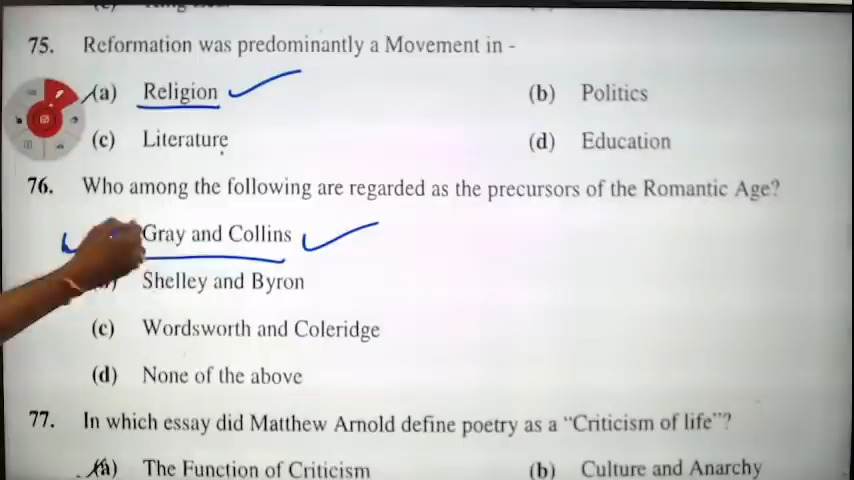 75. Reformation was predominantly a Movement in -
(a) Religion (b) Politics
(c) Literature (d) Education
76. Who among the following are regarded as the precursors of the Romantic Age?
Gray and Collins
Shelley and Byron
(c) Wordsworth and Coleridge
(d) None of the above
77. In which essay did Matthew Arnold define poetry as a “Criticism of life”?
(a) The Function of Criticism (b) Culture and Anarchy